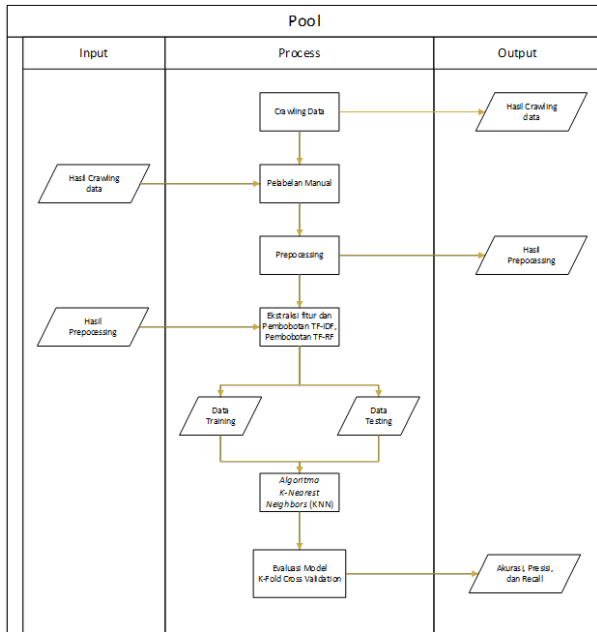 Pool
Input
Process
Output
Crawling Data
Hasil Crawling
data
Hasil Crawling
data
Pelabelan Manual
Prepocessing
Hasil
Prepocessing
Hasil
Prepocessing
Ekstraksi fitur dan
Pembobotan TF-IDF,
Pembobotan TF-RF
Data
Training
Data
Testing
Algoritma
K-Nearest
Neighbors (KNN)
Evaluasi Model
K-Fold Cross Validation
Akurasi, Presisi,
dan Recall